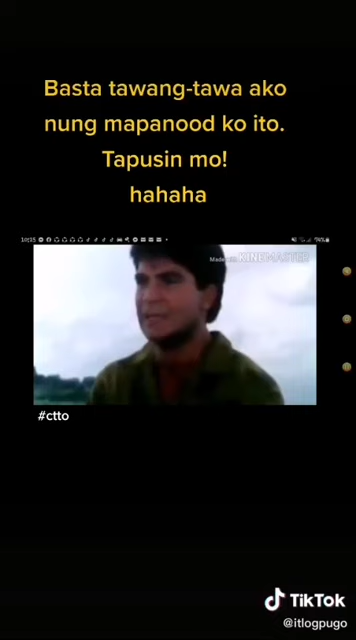 Basta tawang-tawa ako
nung mapanood ko ito.
Tapusin mo!
hahaha
Made with KINEMASTER
#ctto
TikTok
@itlogpugo